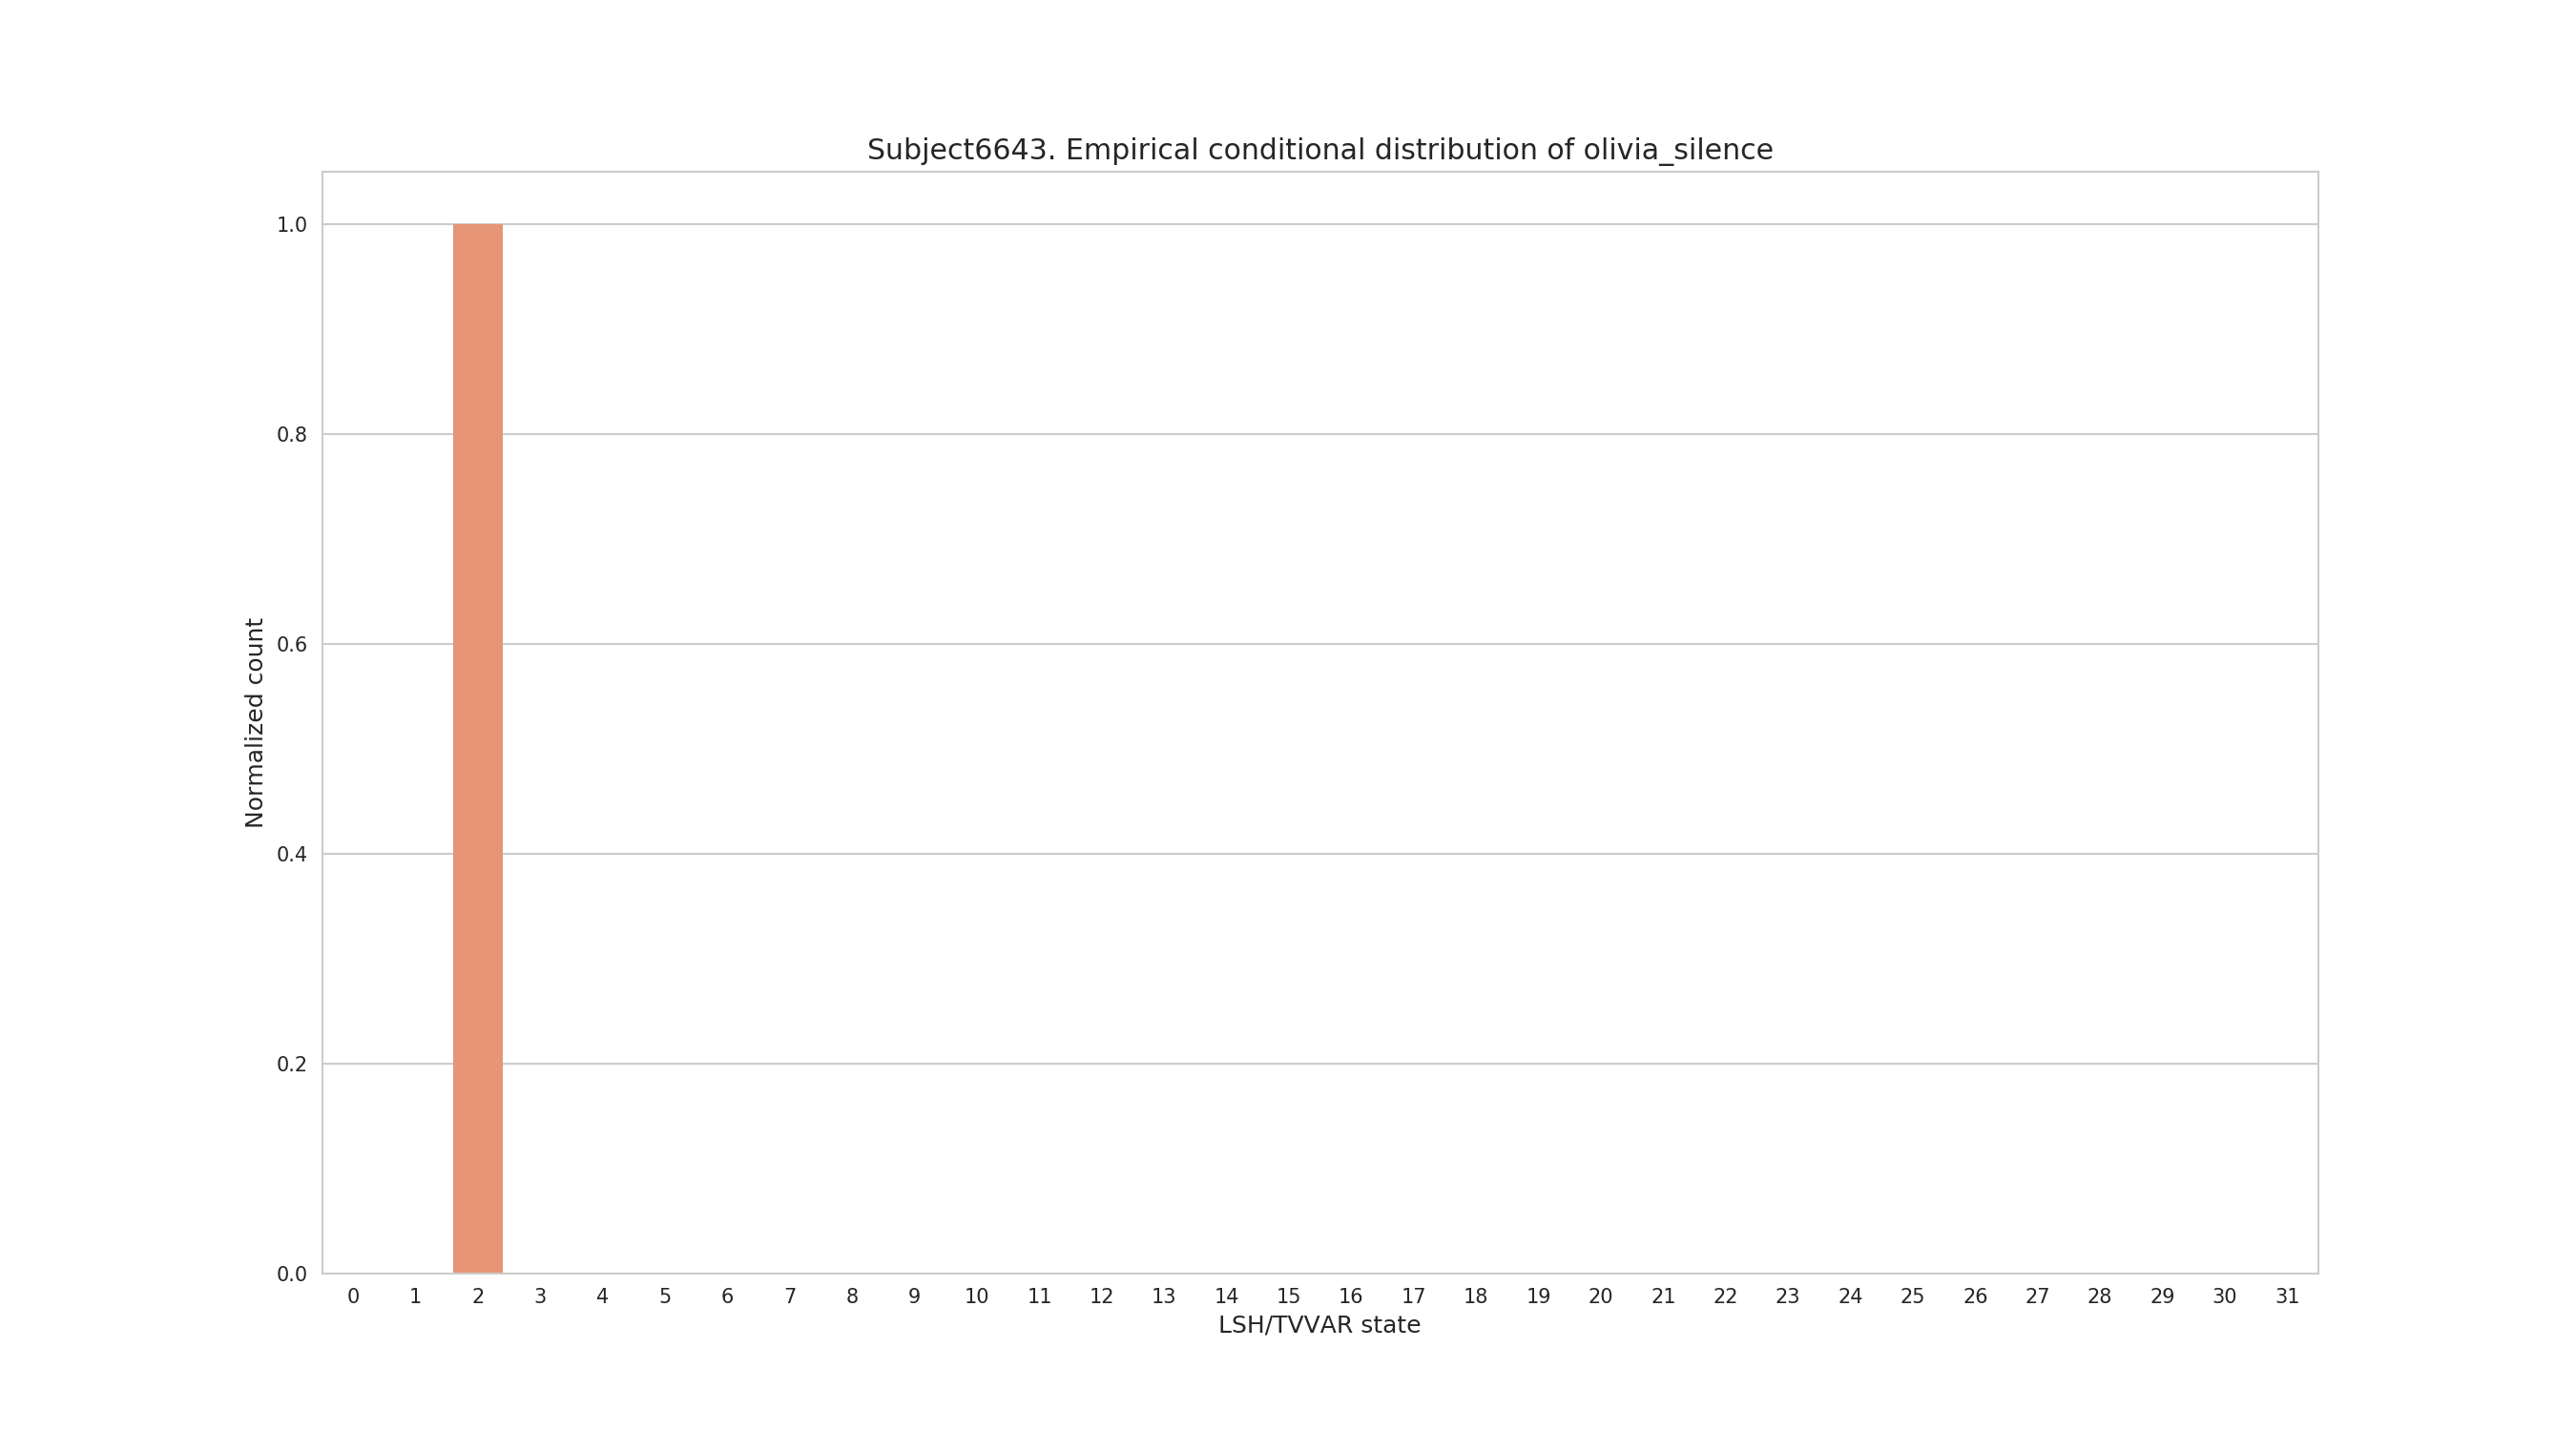 Subject6643. Empirical conditional distribution of olivia_silence
1.0
0.8
0.6
0.4
0.2
0.0
Normalized count
0 1 2 3 4 5 6 7 8 9 10 11 12 13 14 15 16 17 18 19 20 21 22 23 24 25 26 27 28 29 30 31
LSH/TVVAR state